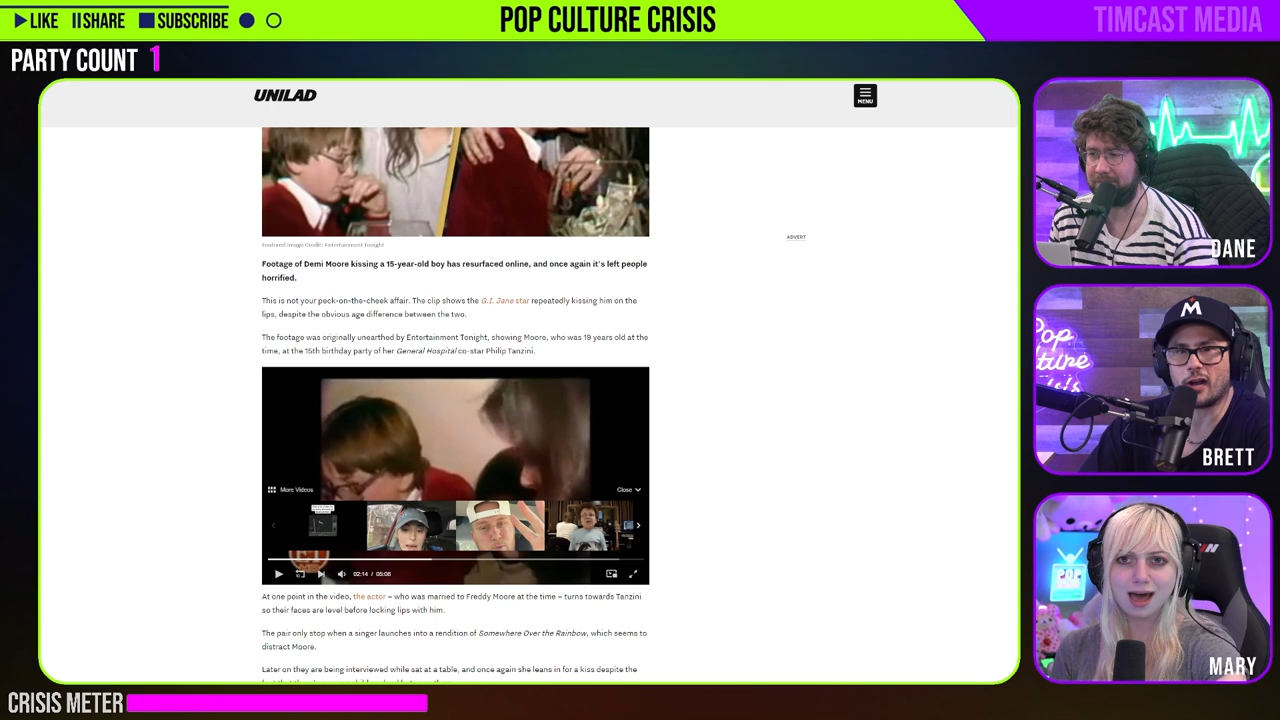 LIKE SHARE SUBSCRIBE
POP CULTURE CRISIS
TIMCAST MEDIA
PARTY COUNT 1
UNILAD
MENU
Featured Image Credit: Entertainment Tonight
ADVERT
Footage of Demi Moore kissing a 15-year-old boy has resurfaced online, and once again it's left people
horrified.
This is not your peck-on-the-cheek affair. The clip shows the G.I. Jane star repeatedly kissing him on the
lips, despite the obvious age difference between the two.
The footage was originally unearthed by Entertainment Tonight, showing Moore, who was 19 years old at the
time, at the 15th birthday party of her General Hospital co-star Philip Tanzini.
More Videos
Close
02:14 / 05:08
At one point in the video, the actor – who was married to Freddy Moore at the time – turns towards Tanzini
so their faces are level before locking lips with him.
The pair only stop when a singer launches into a rendition of Somewhere Over the Rainbow, which seems to
distract Moore.
Later on they are being interviewed while sat at a table, and once again she leans in for a kiss despite the
DANE
Pop
M
BRETT
POP
MARY
CRISIS METER